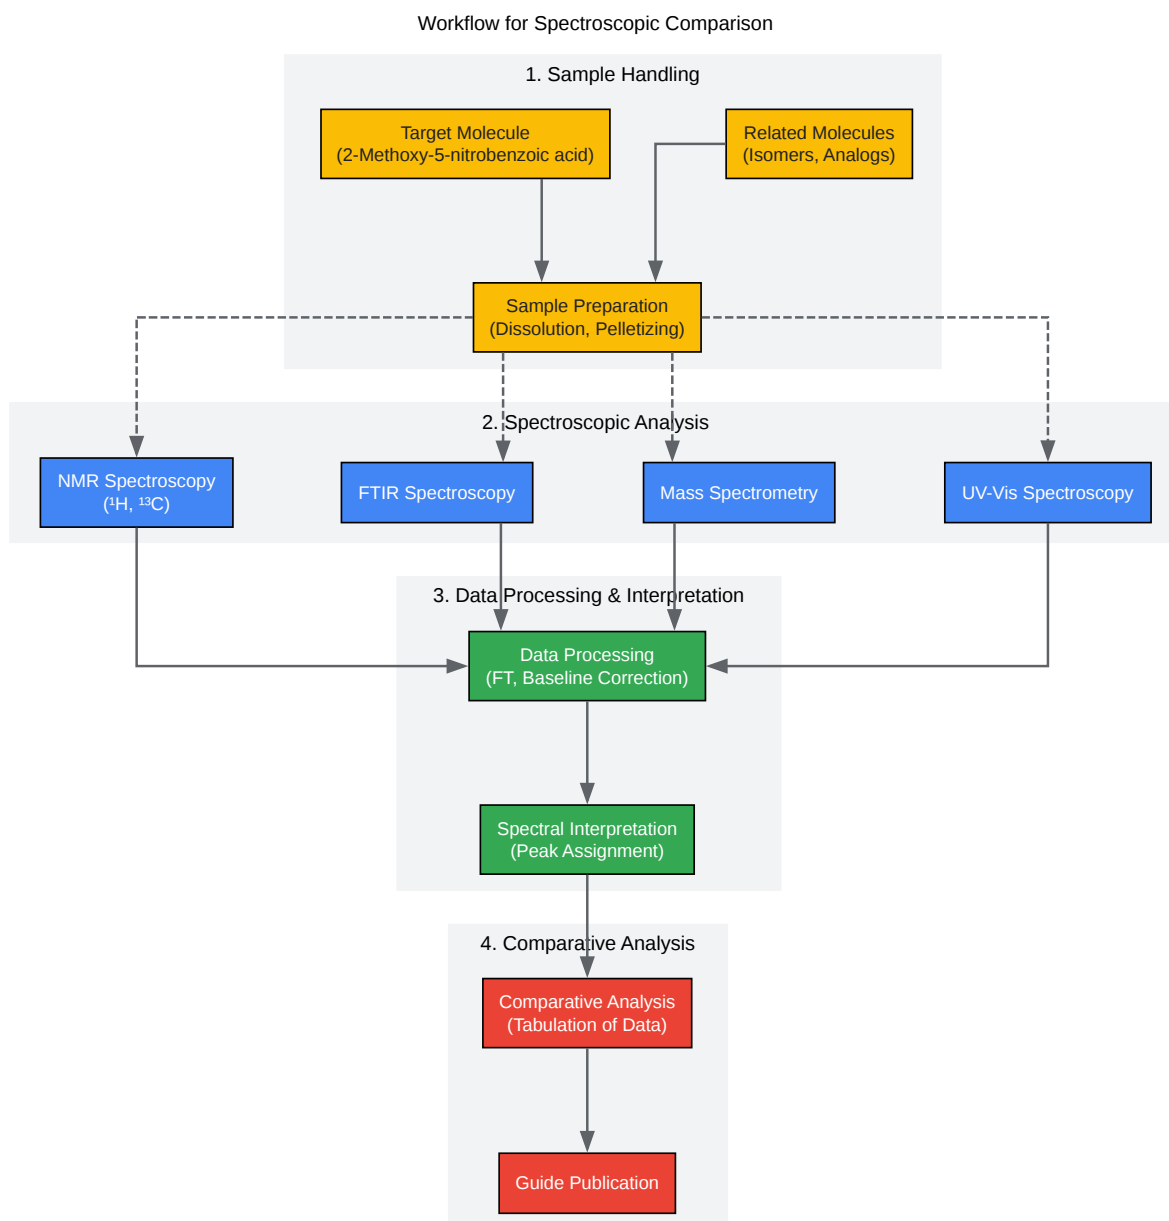 Workflow for Spectroscopic Comparison
1. Sample Handling
Target Molecule
(2-Methoxy-5-nitrobenzoic acid)
Related Molecules
(Isomers, Analogs)
Sample Preparation
(Dissolution, Pelletizing)
2. Spectroscopic Analysis
NMR Spectroscopy
(¹H, ¹³C)
FTIR Spectroscopy
Mass Spectrometry
UV-Vis Spectroscopy
3. Data Processing & Interpretation
Data Processing
(FT, Baseline Correction)
Spectral Interpretation
(Peak Assignment)
4. Comparative Analysis
Comparative Analysis
(Tabulation of Data)
Guide Publication